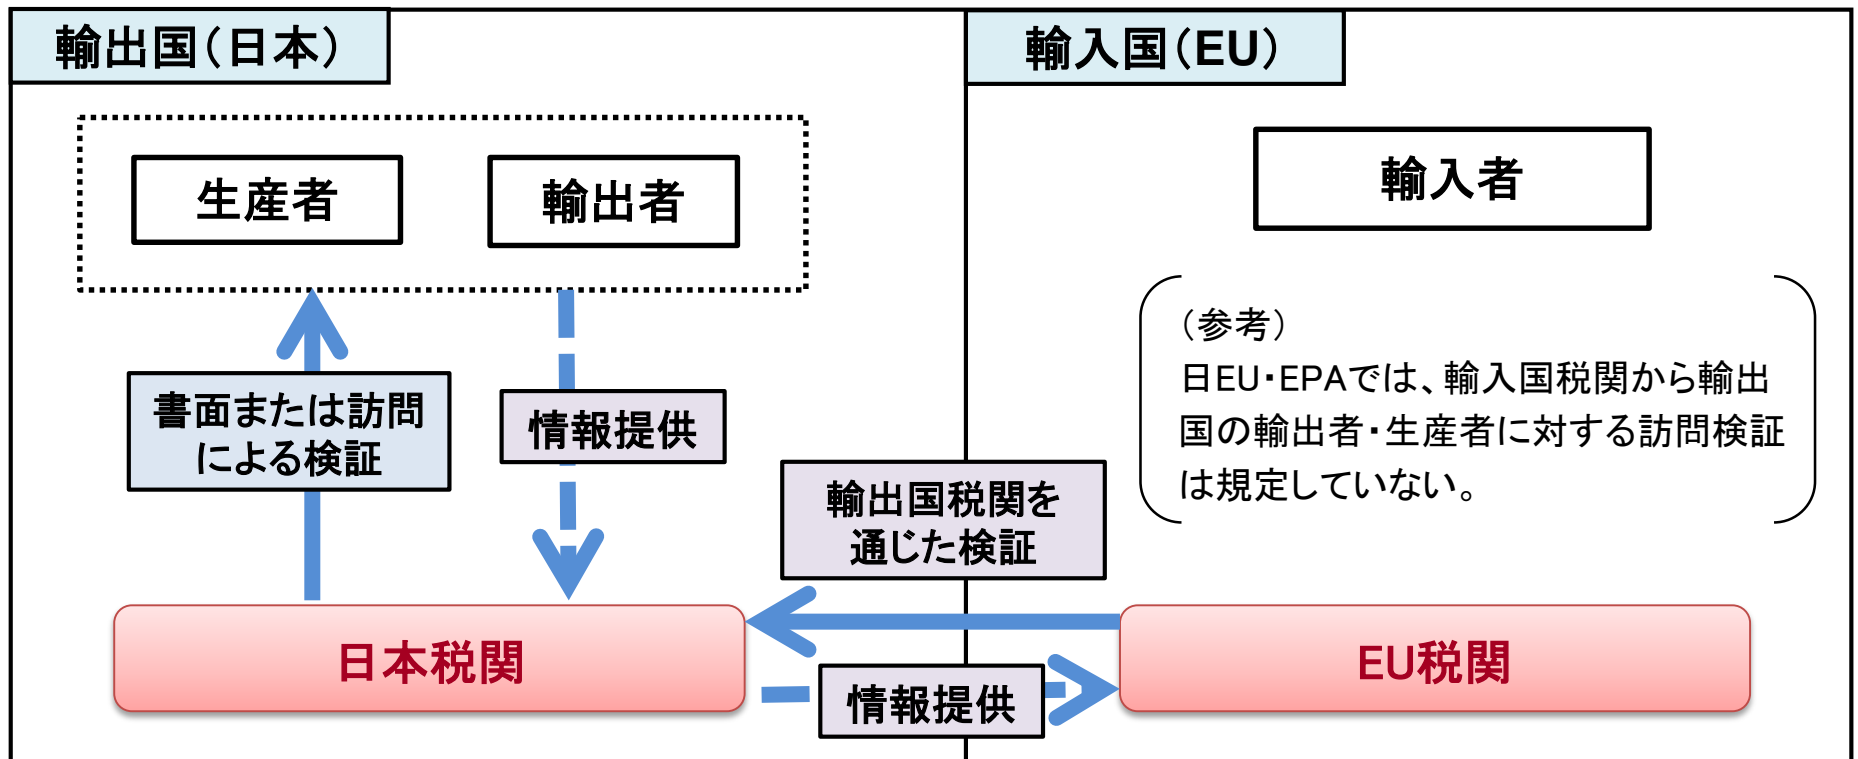 輸出国（日本）
輸入国（EU）
生産者
輸出者
輸入者
（参考）
日EU・EPAでは、輸入国税関から輸出
国の輸出者・生産者に対する訪問検証
は規定していない。
書面または訪問
による検証
情報提供
輸出国税関を
通じた検証
日本税関
EU税関
情報提供